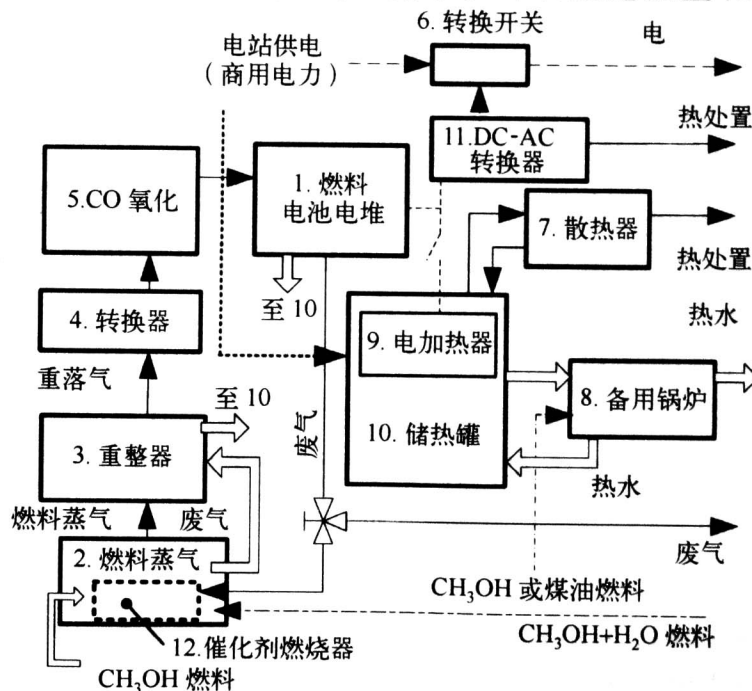 6. 转换开关
电
电站供电
（商用电力）
热处置
11.DC-AC
转换器
5.CO 氧化
1. 燃料
电池电堆
7. 散热器
热处置
至 10
4. 转换器
热水
9. 电加热器
重落气
至 10
8. 备用锅炉
废气
10. 储热罐
3. 重整器
热水
燃料蒸气
废气
2. 燃料蒸气
废气
CH₃OH 或煤油燃料
12.催化剂燃烧器
CH₃OH+H₂O 燃料
CH₃OH 燃料